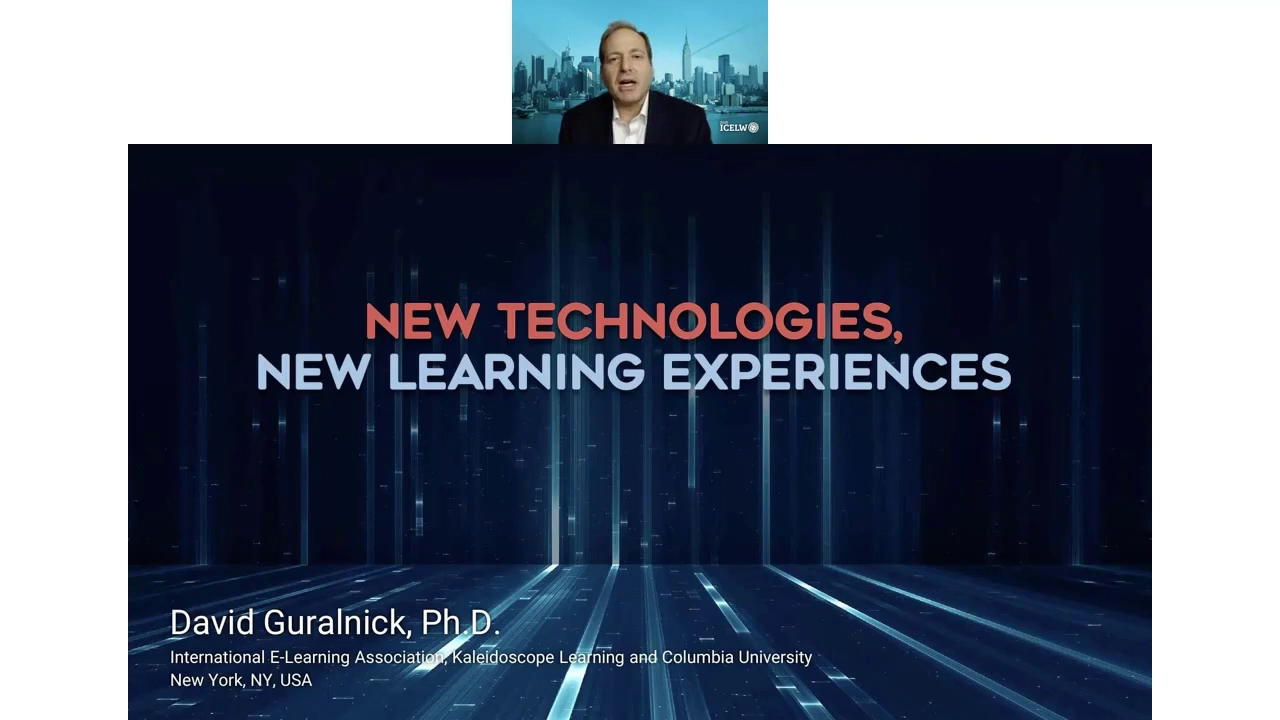 ICELW
NEW TECHNOLOGIES,
NEW LEARNING EXPERIENCES
David Guralnick, Ph.D.
International E-Learning Association, Kaleidoscope Learning and Columbia University
New York, NY, USA